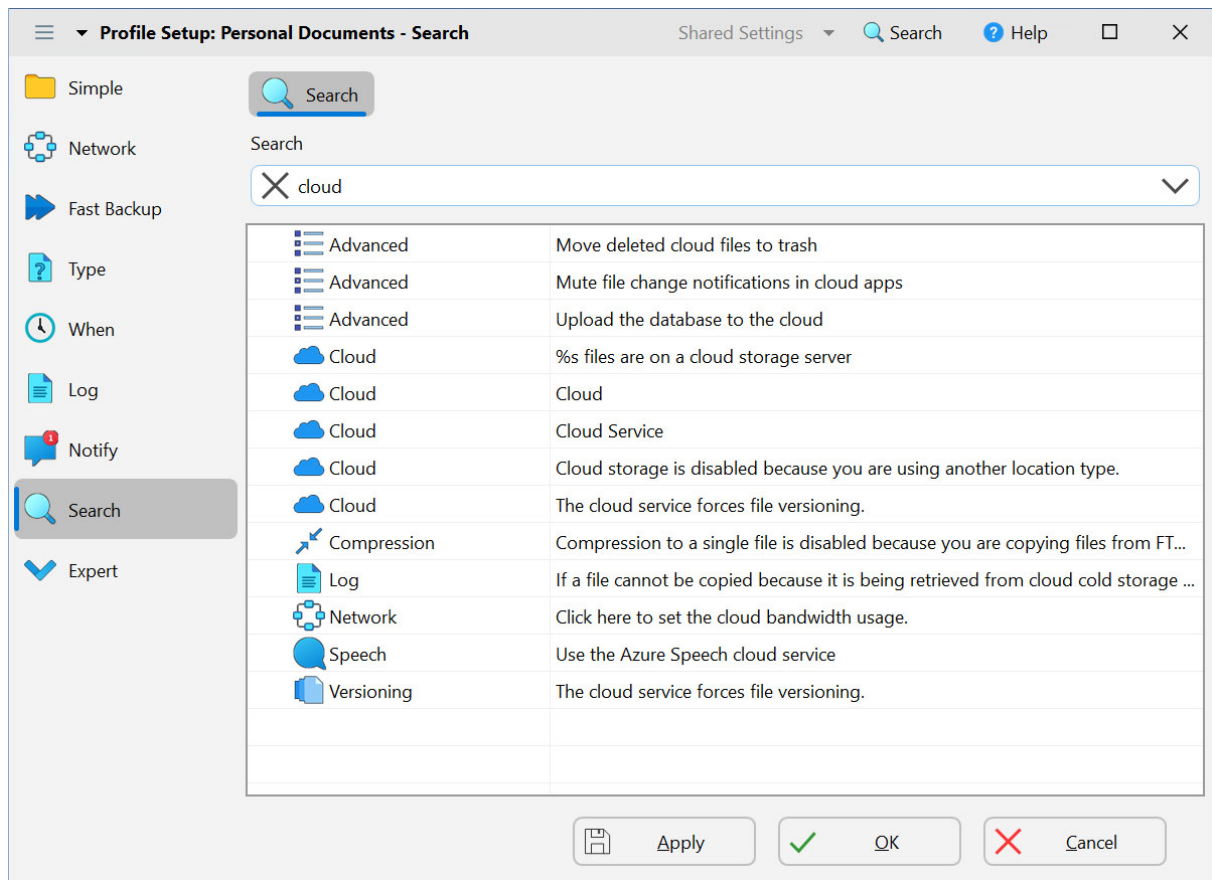 Profile Setup: Personal Documents - Search
Shared Settings
Search
Help
Simple
Network
Fast Backup
Type
When
Log
1
Notify
Search
Expert
Search
Search
cloud
Advanced Move deleted cloud files to trash
Advanced Mute file change notifications in cloud apps
Advanced Upload the database to the cloud
Cloud %s files are on a cloud storage server
Cloud Cloud
Cloud Cloud Service
Cloud Cloud storage is disabled because you are using another location type.
Cloud The cloud service forces file versioning.
Compression Compression to a single file is disabled because you are copying files from FT...
Log If a file cannot be copied because it is being retrieved from cloud cold storage ...
Network Click here to set the cloud bandwidth usage.
Speech Use the Azure Speech cloud service
Versioning The cloud service forces file versioning.
Apply
OK
Cancel